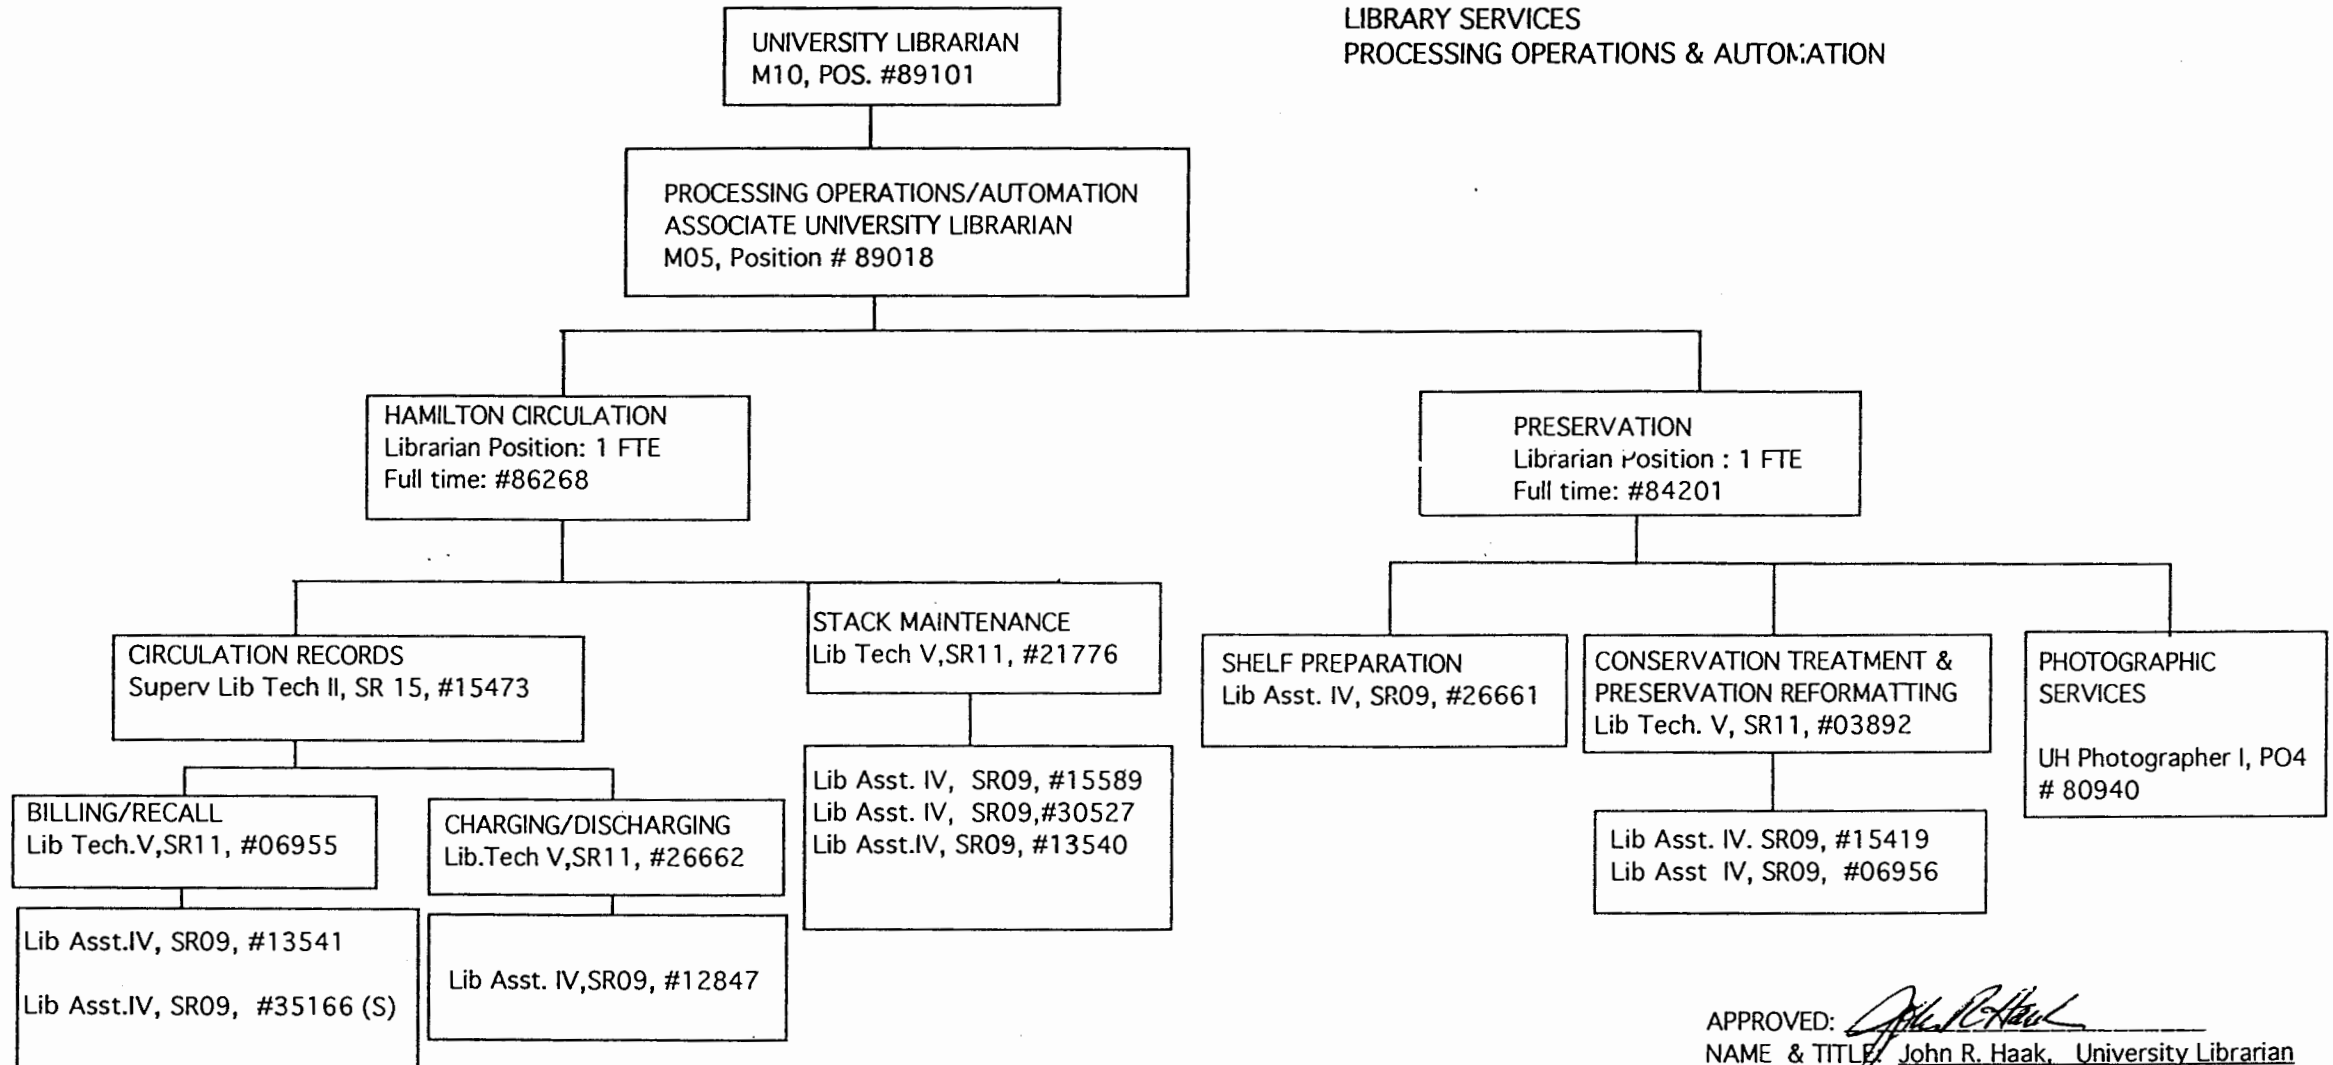 LIBRARY SERVICES
PROCESSING OPERATIONS & AUTOMATION
UNIVERSITY LIBRARIAN
M10, POS. #89101
PROCESSING OPERATIONS/AUTOMATION
ASSOCIATE UNIVERSITY LIBRARIAN
M05, Position # 89018
HAMILTON CIRCULATION
Librarian Position: 1 FTE
Full time: #86268
PRESERVATION
Librarian Position : 1 FTE
Full time: #84201
CIRCULATION RECORDS
Superv Lib Tech II, SR 15, #15473
STACK MAINTENANCE
Lib Tech V,SR11, #21776
SHELF PREPARATION
Lib Asst. IV, SR09, #26661
CONSERVATION TREATMENT &
PRESERVATION REFORMATTING
Lib Tech. V, SR11, #03892
PHOTOGRAPHIC
SERVICES
UH Photographer I, PO4
# 80940
BILLING/RECALL
Lib Tech.V,SR11, #06955
CHARGING/DISCHARGING
Lib.Tech V,SR11, #26662
Lib Asst. IV, SR09, #15589
Lib Asst. IV, SR09,#30527
Lib Asst.IV, SR09, #13540
Lib Asst. IV. SR09, #15419
Lib Asst IV, SR09, #06956
Lib Asst.IV, SR09, #13541
Lib Asst.IV, SR09, #35166 (S)
Lib Asst. IV,SR09, #12847
APPROVED: John R Haak
NAME & TITLE: John R. Haak, University Librarian